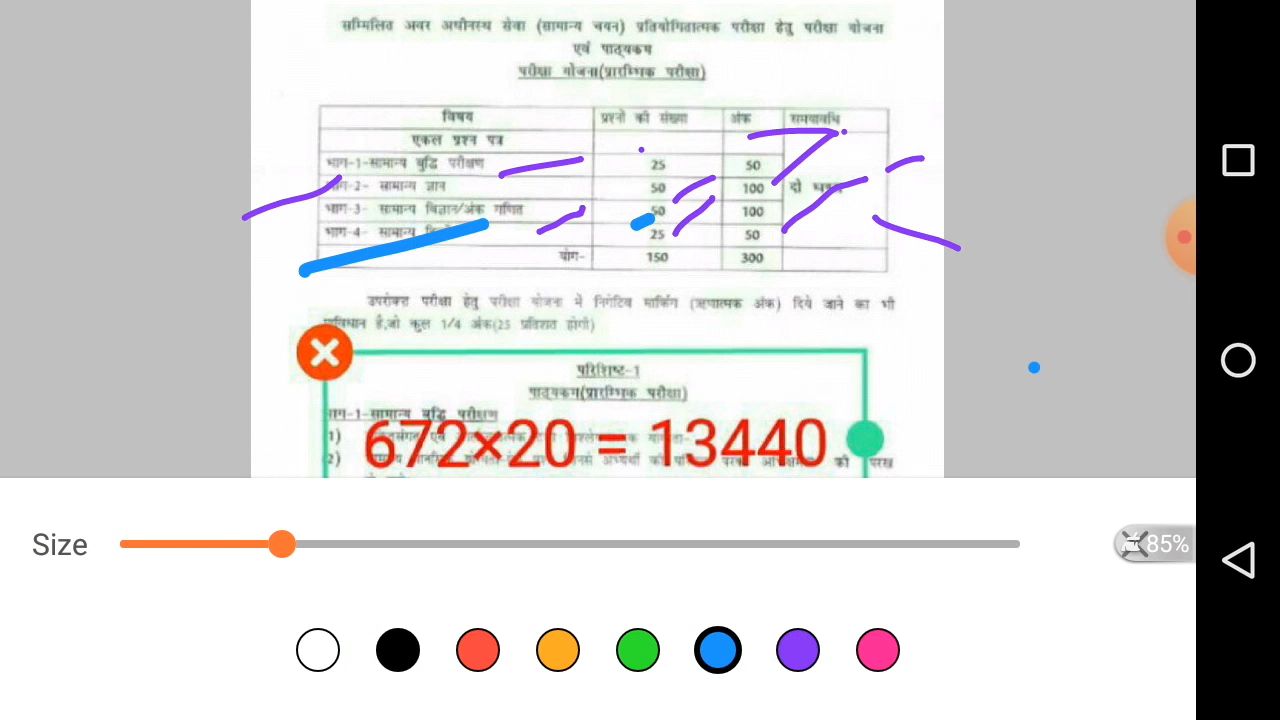 सम्मिलित अवर अधीनस्थ सेवा (सामान्य चयन) प्रतियोगितात्मक परीक्षा हेतु परीक्षा योजना
एवं पाठ्यक्रम
परीक्षा योजना(प्रारम्भिक परीक्षा)
विषय प्रश्नों की संख्या अंक समयावधि
एकल प्रश्न पत्र
भाग-1-सामान्य बुद्धि परीक्षण 25 50
भाग-2- सामान्य ज्ञान 50 100 दो
भाग-3- सामान्य विज्ञान/अंक गणित 50 100
भाग-4- सामान्य 25 50
योग- 150 300
उपरोक्त परीक्षा हेतु परीक्षा योजना में निगेटिव मार्किंग (ऋणात्मक अंक) दिये जाने का भी
प्राविधान है,जो कुल 1/4 अंक(25 प्रतिशत होगी)
परिशिष्ट-1
पाठ्यक्रम(प्रारम्भिक परीक्षा)
भाग-1-सामान्य बुद्धि परीक्षण
1)
672×20 = 13440
2) की परख
Size
85%